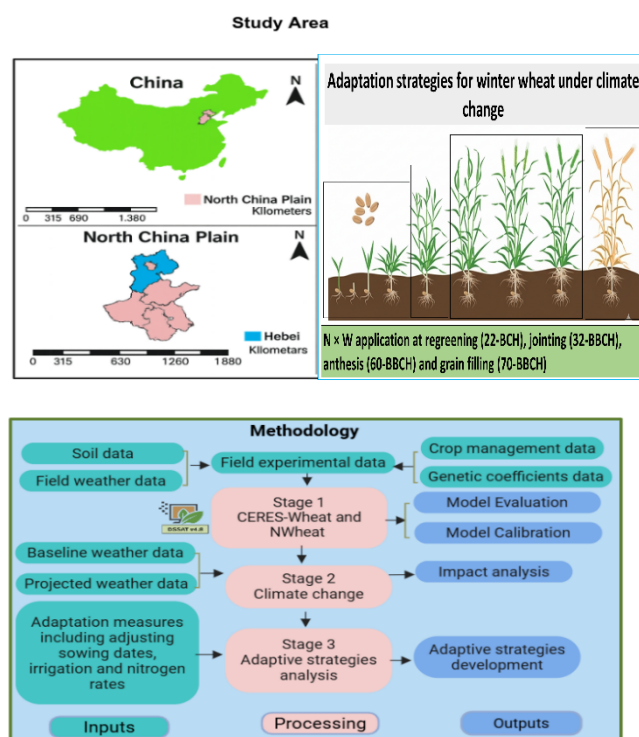 Study Area
China
N
North China Plain
Kilometers
0 315 690 1.380
North China Plain
N
Hebei
Kilometars
0 315 630 1260 1880
Adaptation strategies for winter wheat under climate
change
N × W application at regreening (22-BCH), jointing (32-BBCH),
anthesis (60-BBCH) and grain filling (70-BBCH)
Methodology
Soil data
Field weather data
Field experimental data
Crop management data
Genetic coefficients data
Stage 1
CERES-Wheat and
NWheat
DSSAT v4.8
Model Evaluation
Model Calibration
Baseline weather data
Projected weather data
Stage 2
Climate change
Impact analysis
Adaptation measures
including adjusting
sowing dates,
irrigation and nitrogen
rates
Stage 3
Adaptive strategies
analysis
Adaptive strategies
development
Inputs
Processing
Outputs